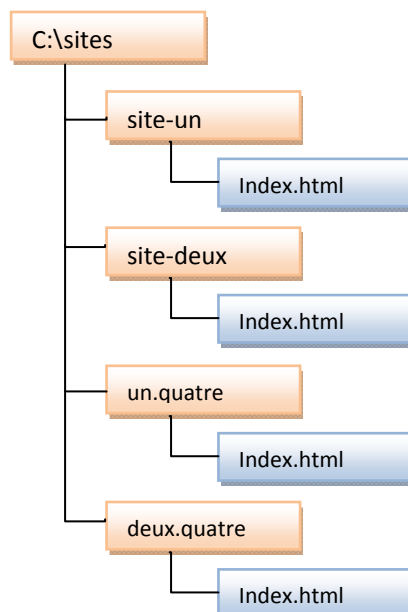 C:\sites
site-un
Index.html
site-deux
Index.html
un.quatre
Index.html
deux.quatre
Index.html